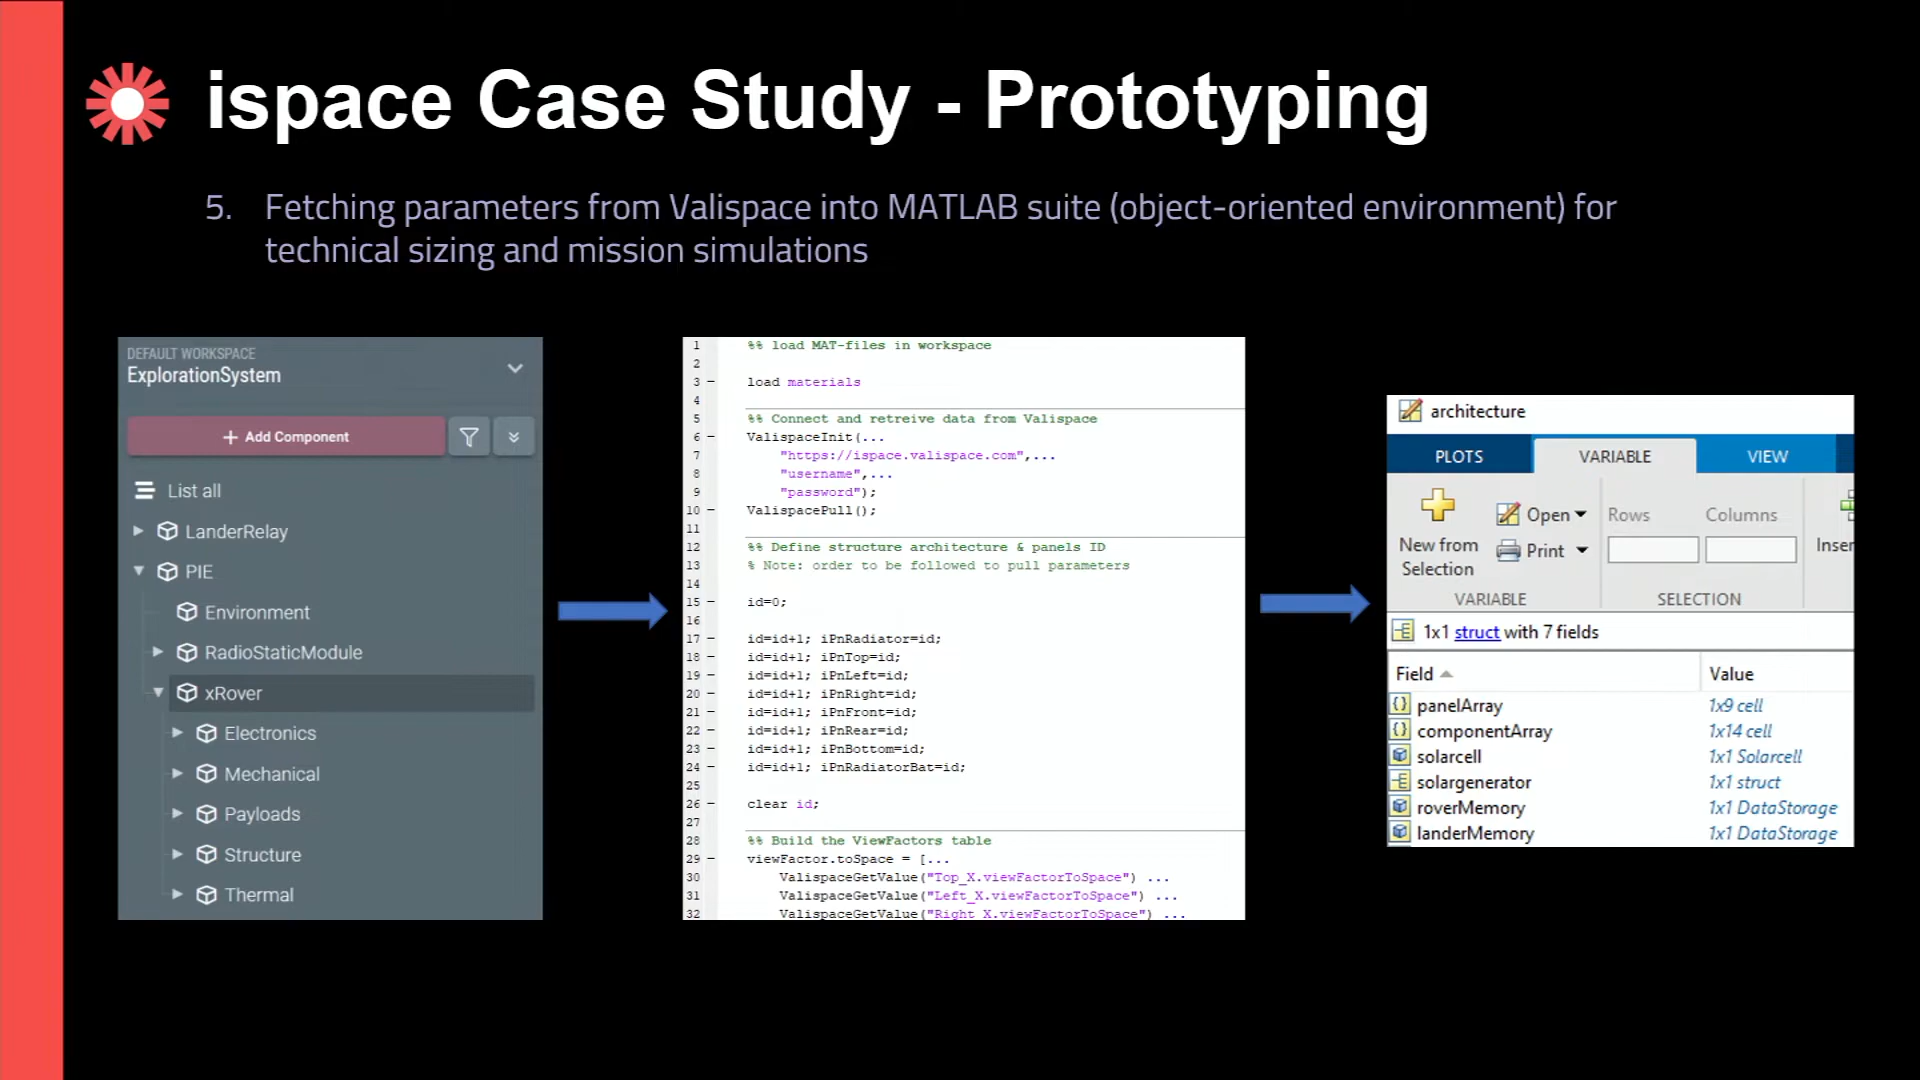 ispace Case Study - Prototyping
5. Fetching parameters from Valispace into MATLAB suite (object-oriented environment) for
technical sizing and mission simulations
DEFAULT WORKSPACE
ExplorationSystem
+ Add Component
List all
LanderRelay
PIE
Environment
RadioStaticModule
xRover
Electronics
Mechanical
Payloads
Structure
Thermal
1 %% load MAT-files in workspace
2
3 – load materials
4
5 %% Connect and retreive data from Valispace
6 – ValispaceInit(...
7 "https://ispace.valispace.com",...
8 "username",...
9 "password");
10 – ValispacePull();
11
12 %% Define structure architecture & panels ID
13 % Note: order to be followed to pull parameters
14
15 – id=0;
16
17 – id=id+1; iPnRadiator=id;
18 – id=id+1; iPnTop=id;
19 – id=id+1; iPnLeft=id;
20 – id=id+1; iPnRight=id;
21 – id=id+1; iPnFront=id;
22 – id=id+1; iPnRear=id;
23 – id=id+1; iPnBottom=id;
24 – id=id+1; iPnRadiatorBat=id;
25
26 – clear id;
27
28 %% Build the ViewFactors table
29 – viewFactor.toSpace = [...
30 ValispaceGetValue("Top_X.viewFactorToSpace") ...
31 ValispaceGetValue("Left_X.viewFactorToSpace") ...
32 ValispaceGetValue("Right_X.viewFactorToSpace") ...
architecture
PLOTS VARIABLE VIEW
New from Selection
Open
Print
Rows Columns
Inser
VARIABLE SELECTION
1x1 struct with 7 fields
Field Value
panelArray 1x9 cell
componentArray 1x14 cell
solarcell 1x1 Solarcell
solargenerator 1x1 struct
roverMemory 1x1 DataStorage
landerMemory 1x1 DataStorage